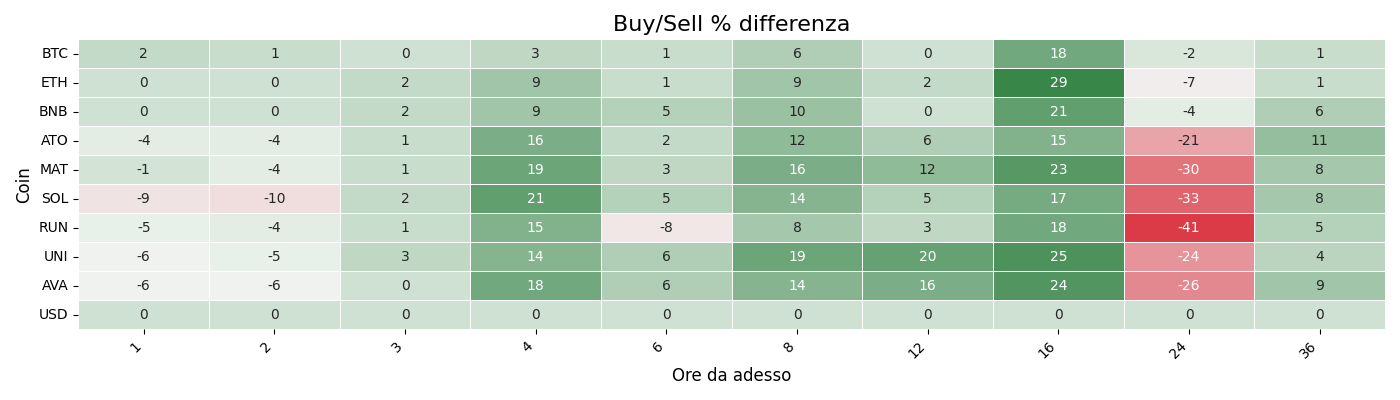 Buy/Sell % differenza
Coin
BTC 2 1 0 3 1 6 0 18 -2 1
ETH 0 0 2 9 1 9 2 29 -7 1
BNB 0 0 2 9 5 10 0 21 -4 6
ATO -4 -4 1 16 2 12 6 15 -21 11
MAT -1 -4 1 19 3 16 12 23 -30 8
SOL -9 -10 2 21 5 14 5 17 -33 8
RUN -5 -4 1 15 -8 8 3 18 -41 5
UNI -6 -5 3 14 6 19 20 25 -24 4
AVA -6 -6 0 18 6 14 16 24 -26 9
USD 0 0 0 0 0 0 0 0 0 0
1 2 3 4 6 8 12 16 24 36
Ore da adesso